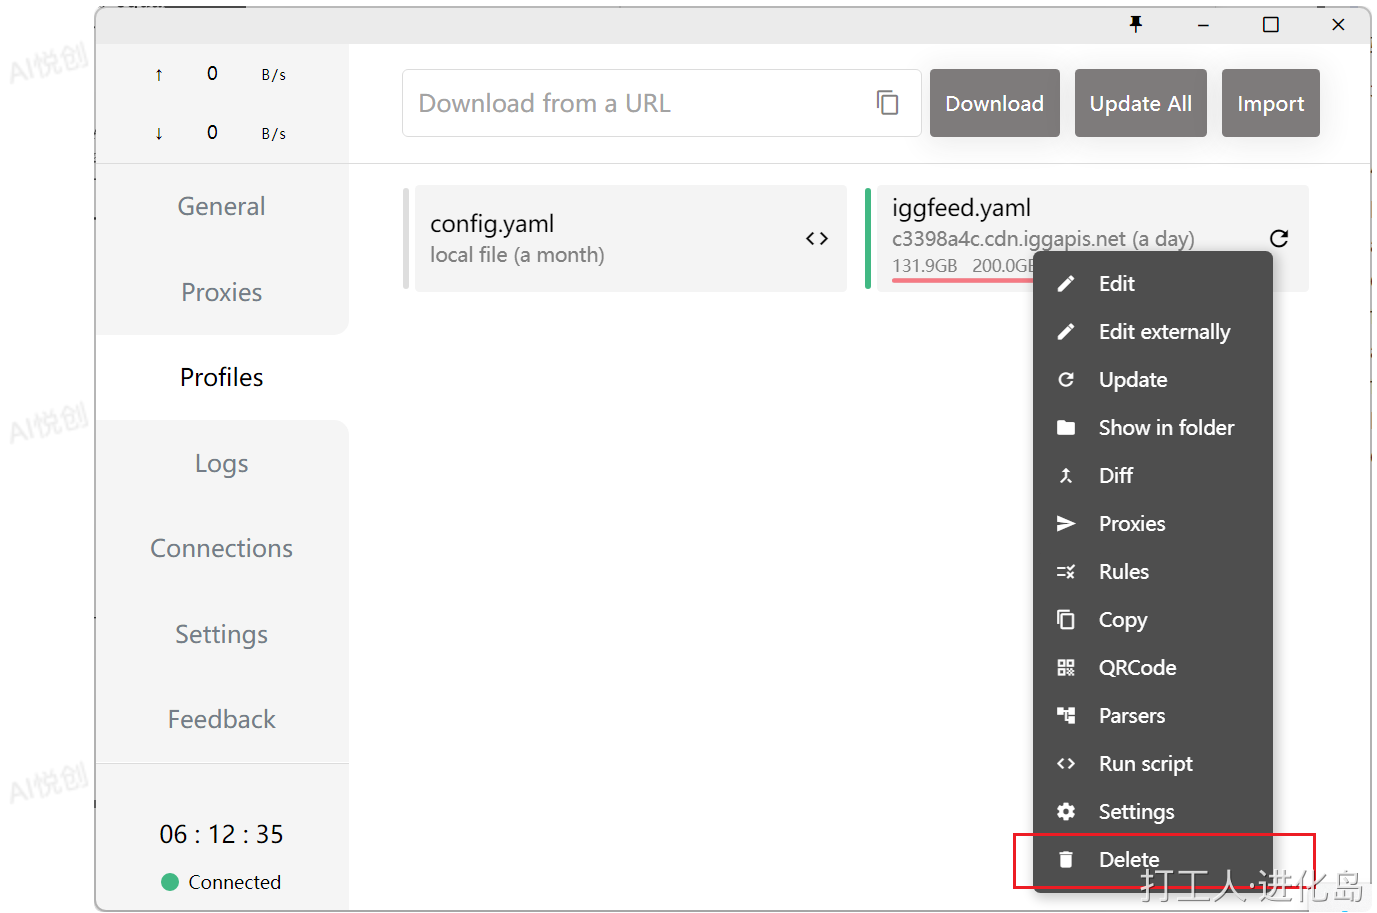 ↑ 0 B/s
↓ 0 B/s
General
Proxies
Profiles
Logs
Connections
Settings
Feedback
06 : 12 : 35
Connected
Download from a URL
Download
Update All
Import
config.yaml
local file (a month)
iggfeed.yaml
c3398a4c.cdn.iggapis.net (a day)
131.9GB 200.0GB
Edit
Edit externally
Update
Show in folder
Diff
Proxies
Rules
Copy
QRCode
Parsers
Run script
Settings
Delete
打工人·进化岛
AI悦创
AI悦创
AI悦创